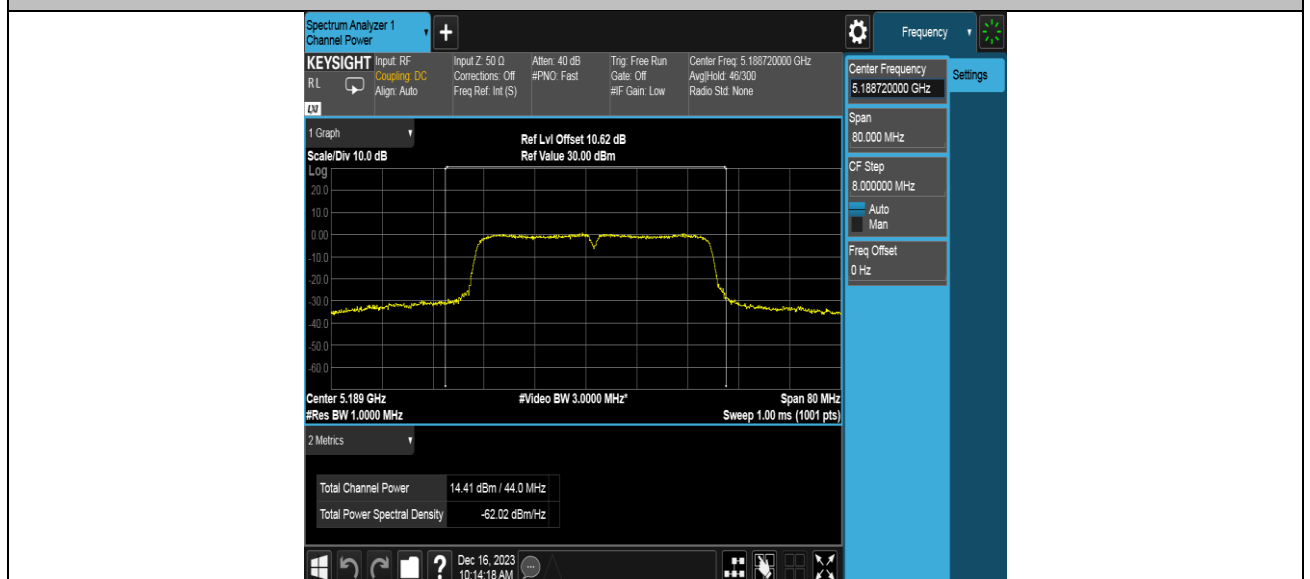 Spectrum Analyzer 1
Channel Power
+
Frequency
KEYSIGHT
RL
LXI
Input: RF
Coupling: DC
Align: Auto
Input Z: 50 Ω
Corrections: Off
Freq Ref: Int (S)
Atten: 40 dB
#PNO: Fast
Trig: Free Run
Gate: Off
#IF Gain: Low
Center Freq: 5.188720000 GHz
Avg|Hold: 46/300
Radio Std: None
Center Frequency
5.188720000 GHz
Settings
Span
80.000 MHz
CF Step
8.000000 MHz
Auto
Man
Freq Offset
0 Hz
1 Graph
Ref Lvl Offset 10.62 dB
Scale/Div 10.0 dB
Ref Value 30.00 dBm
Log
20.0
10.0
0.00
-10.0
-20.0
-30.0
-40.0
-50.0
-60.0
Center 5.189 GHz
#Video BW 3.0000 MHz*
Span 80 MHz
#Res BW 1.0000 MHz
Sweep 1.00 ms (1001 pts)
2 Metrics
Total Channel Power 14.41 dBm / 44.0 MHz
Total Power Spectral Density -62.02 dBm/Hz
?
Dec 16, 2023
10:14:18 AM